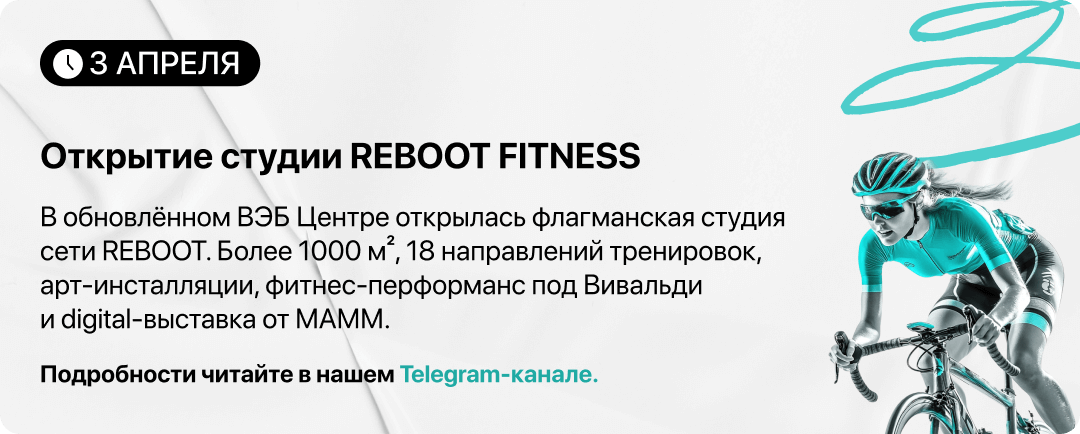 3 АПРЕЛЯ
Открытие студии REBOOT FITNESS
В обновлённом ВЭБ Центре открылась флагманская студия
сети REBOOT. Более 1000 м², 18 направлений тренировок,
арт-инсталляции, фитнес-перформанс под Вивальди
и digital-выставка от МАММ.
Подробности читайте в нашем Telegram-канале.